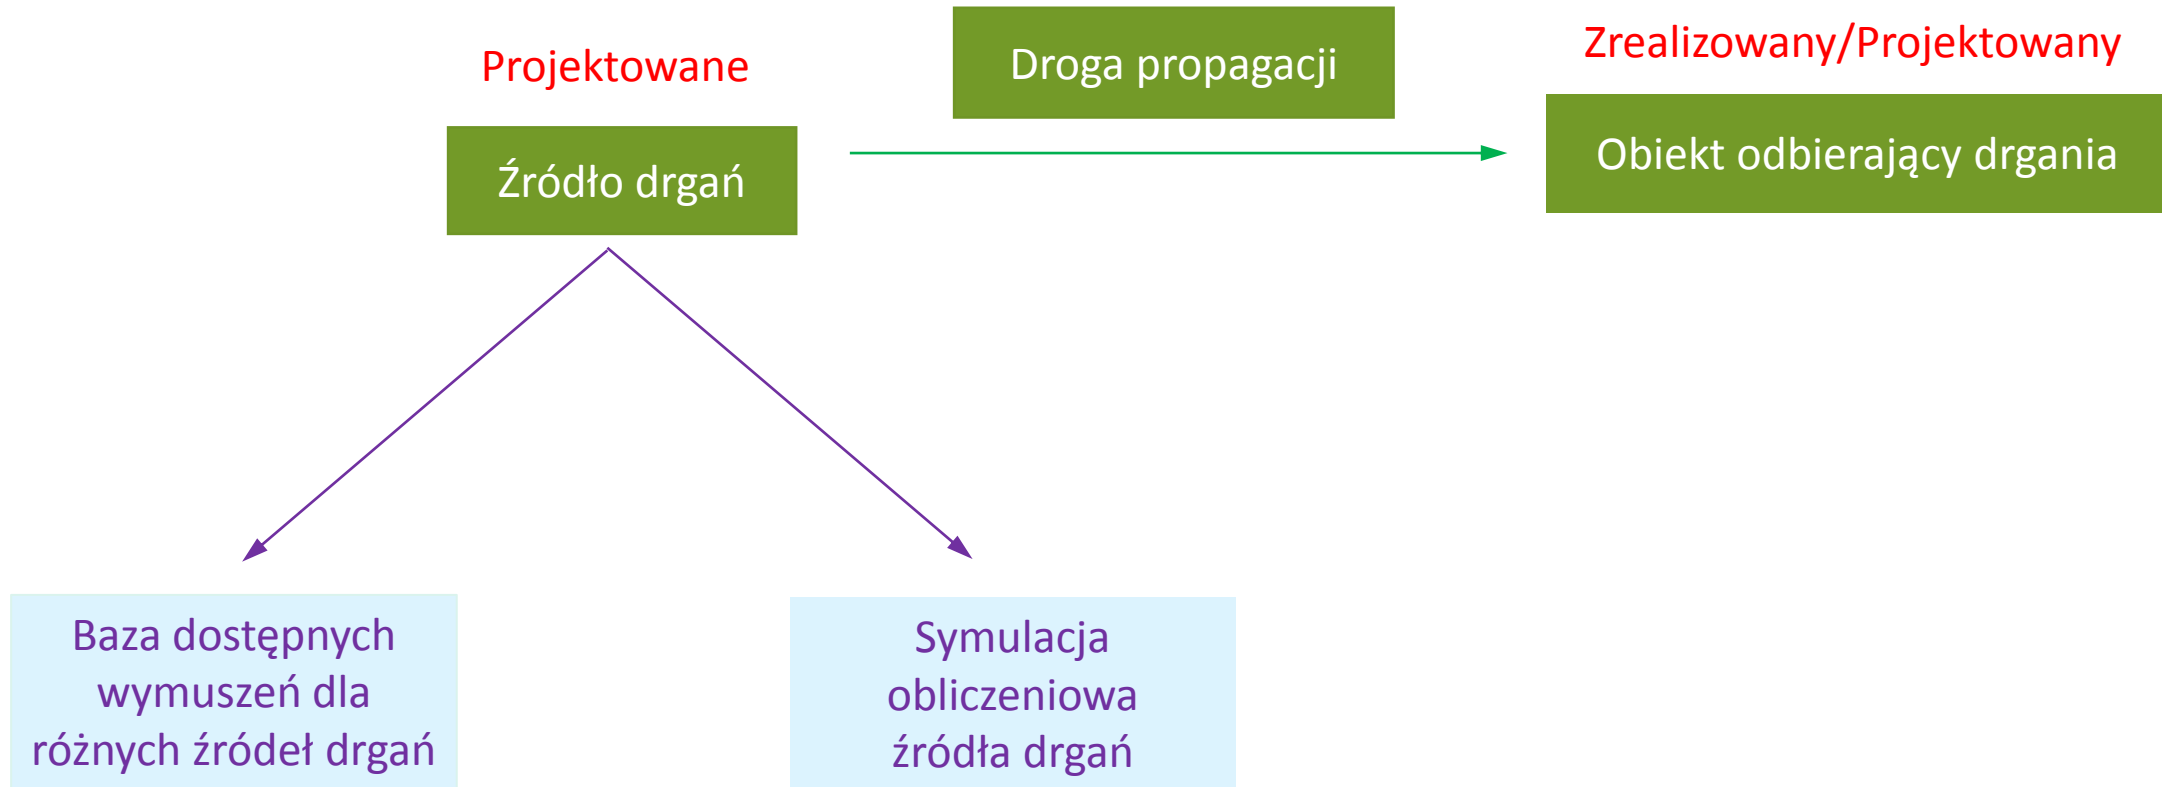 Projektowane
Źródło drgań
Droga propagacji
Zrealizowany/Projektowany
Obiekt odbierający drgania
Baza dostępnych
wymuszeń dla
różnych źródeł drgań
Symulacja
obliczeniowa
źródła drgań